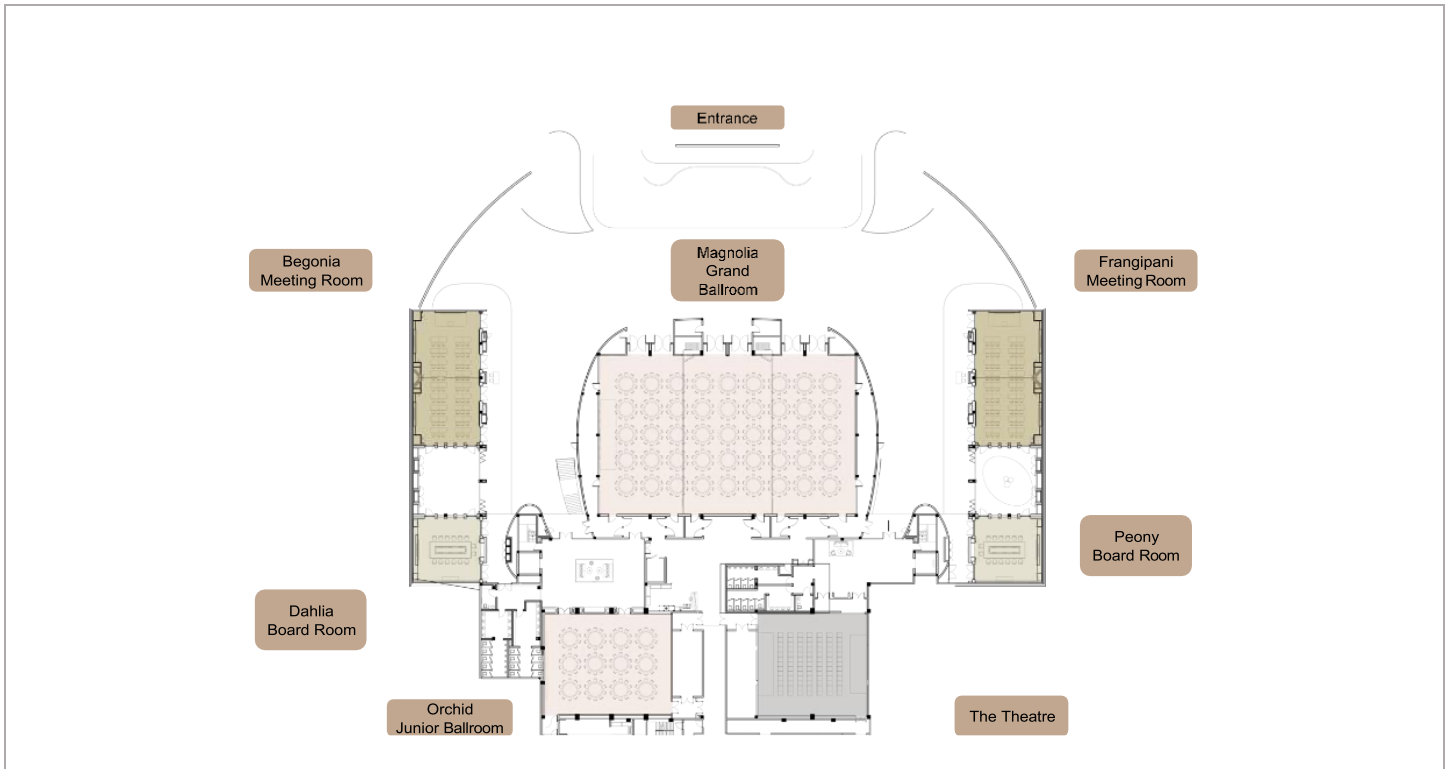 Entrance
Magnolia
Grand
Ballroom
Begonia
Meeting Room
Frangipani
Meeting Room
Peony
Board Room
Dahlia
Board Room
Orchid
Junior Ballroom
The Theatre